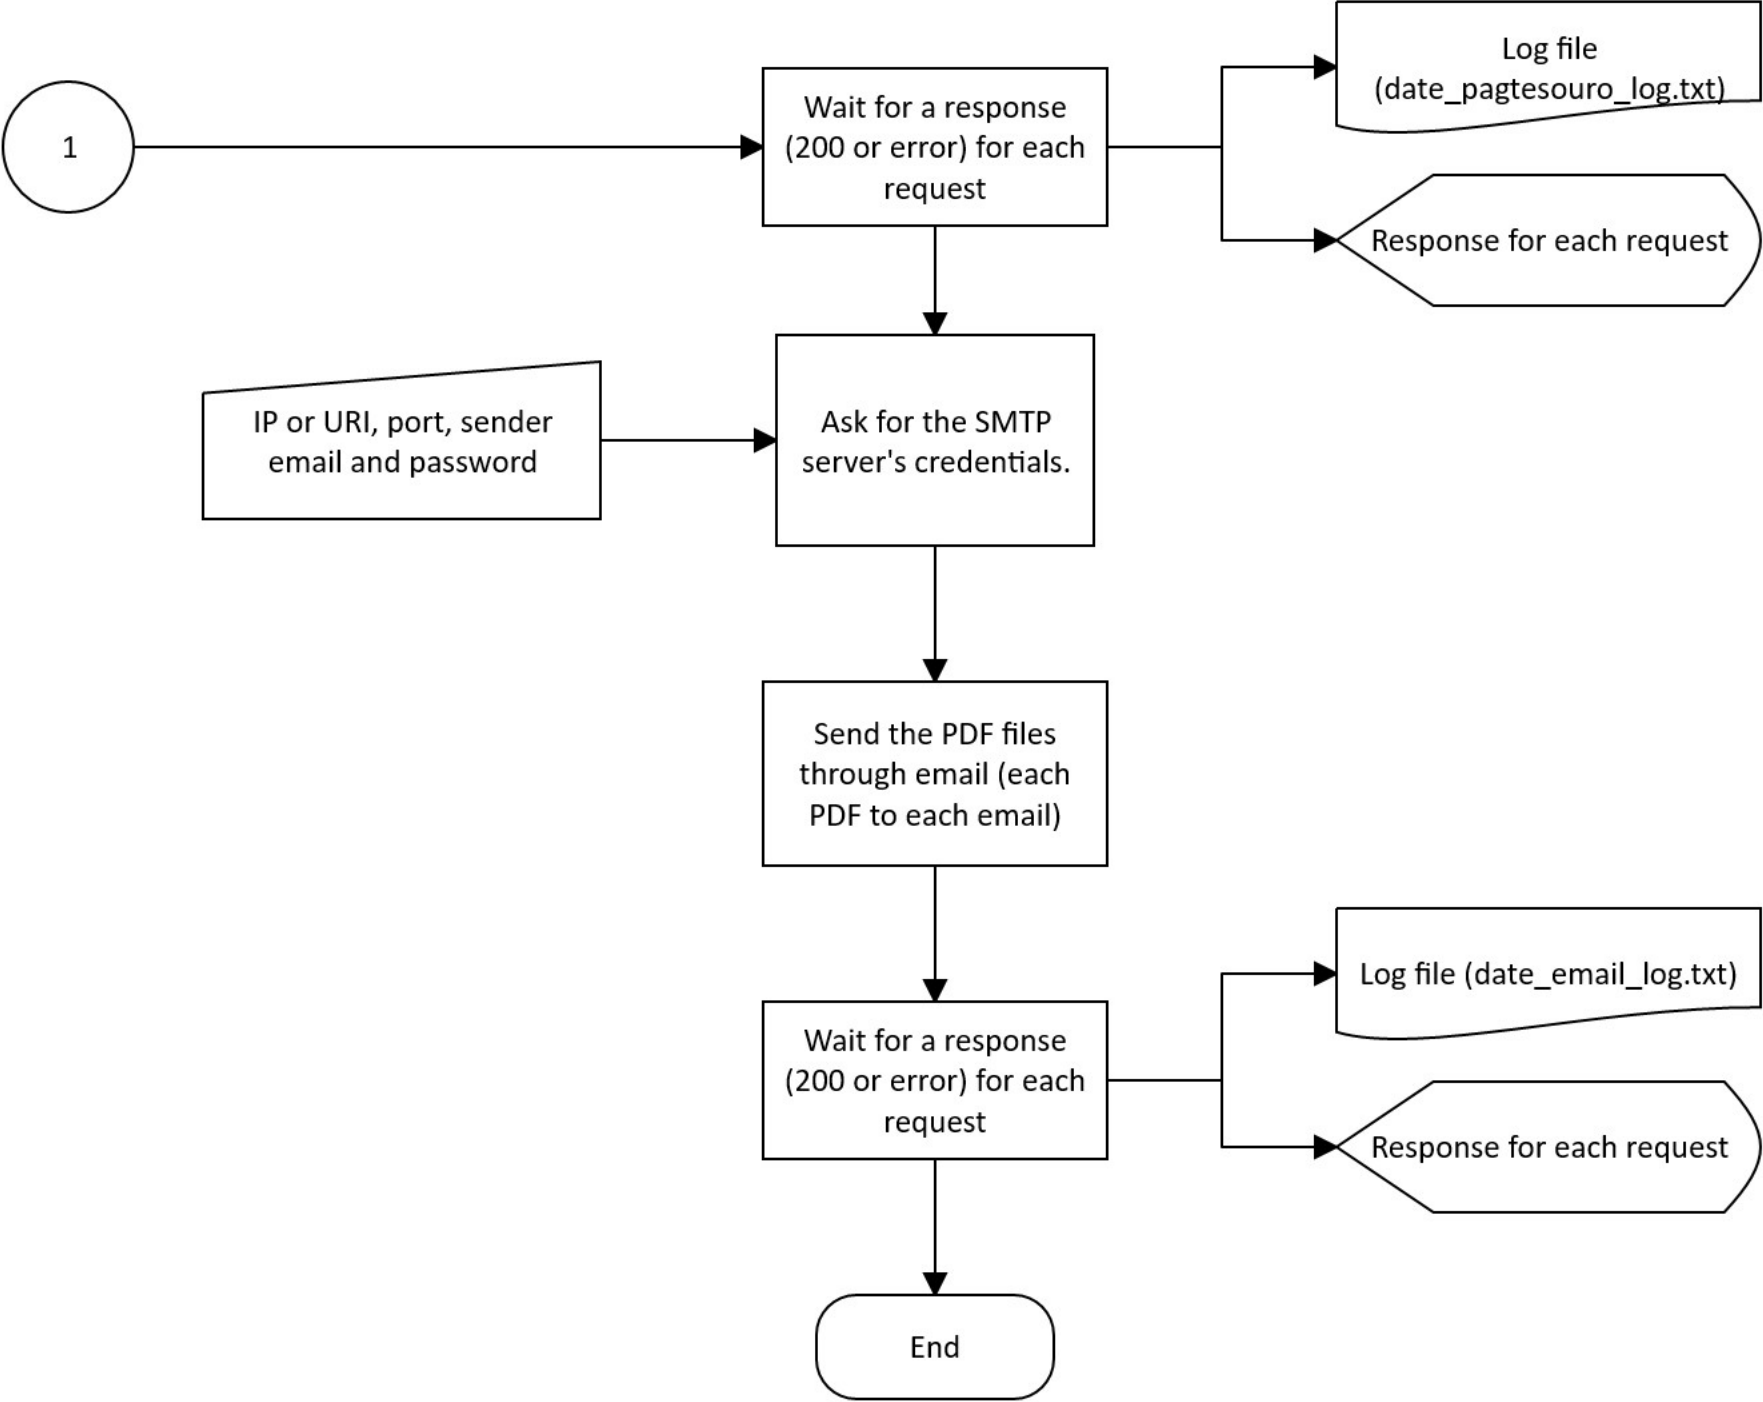 1
Wait for a response
(200 or error) for each
request
Log file
(date_pagtesouro_log.txt)
Response for each request
IP or URI, port, sender
email and password
Ask for the SMTP
server's credentials.
Send the PDF files
through email (each
PDF to each email)
Wait for a response
(200 or error) for each
request
Log file (date_email_log.txt)
Response for each request
End